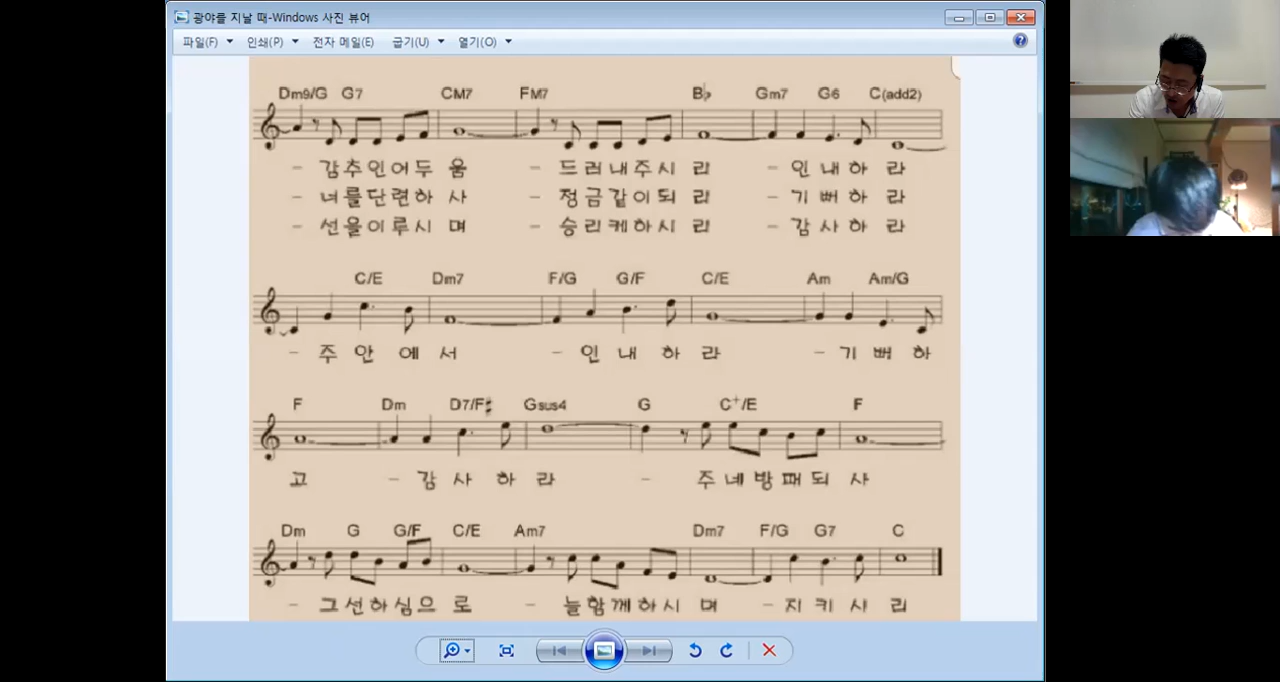 광야를 지날 때-Windows 사진 뷰어
파일(F) 인쇄(P) 전자 메일(E) 굽기(U) 열기(O)
Dm9/G G7 CM7 FM7 B♭ Gm7 G6 C(add2)
- 감추인어두 움 - 드러내주시 리 - 인내하 라
- 너를단련하 사 - 정금같이되 리 - 기뻐하 라
- 선을이루시 며 - 승리케하시 리 - 감사하 라
C/E Dm7 F/G G/F C/E Am Am/G
- 주 안 에 서 - 인 내 하 라 - 기 뻐 하
F Dm D7/F♯ Gsus4 G C⁺/E F
고 - 감 사 하 라 - 주 네 방 패 되 사
Dm G G/F C/E Am7 Dm7 F/G G7 C
- 그 선 하 심 으 로 - 늘 함 께 하 시 며 - 지 키 시 리